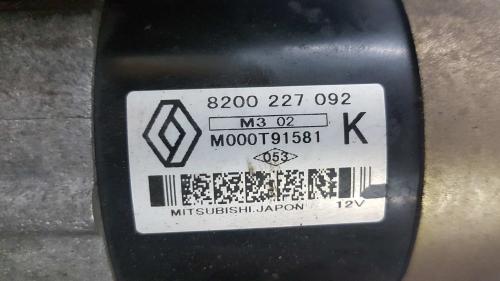 8200 227 092
M3 02
M000T91581 K
053
MITSUBISHI.JAPON 12V